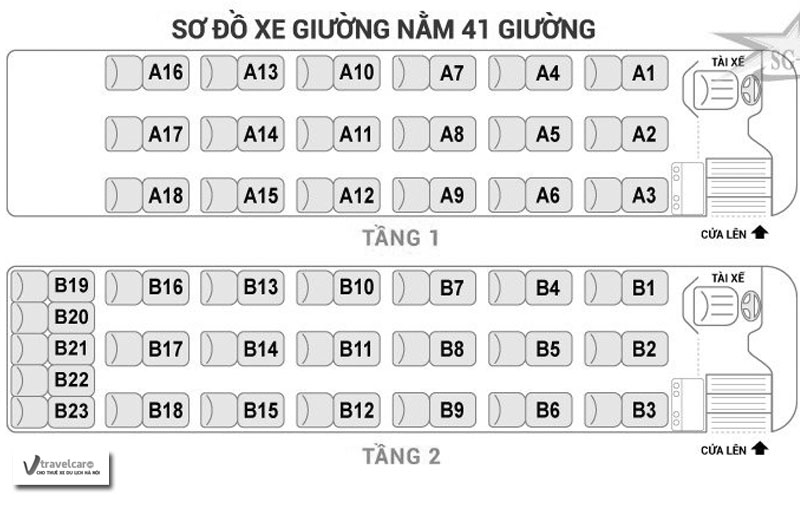 SƠ ĐỒ XE GIƯỜNG NẰM 41 GIƯỜNG
SG
TÀI XẾ
A16 A13 A10 A7 A4 A1
A17 A14 A11 A8 A5 A2
A18 A15 A12 A9 A6 A3
TẦNG 1
CỬA LÊN
TÀI XẾ
B19 B16 B13 B10 B7 B4 B1
B20
B21 B17 B14 B11 B8 B5 B2
B22
B23 B18 B15 B12 B9 B6 B3
TẦNG 2
CỬA LÊN
Vtravelcar
CHO THUÊ XE DU LỊCH HÀ NỘI